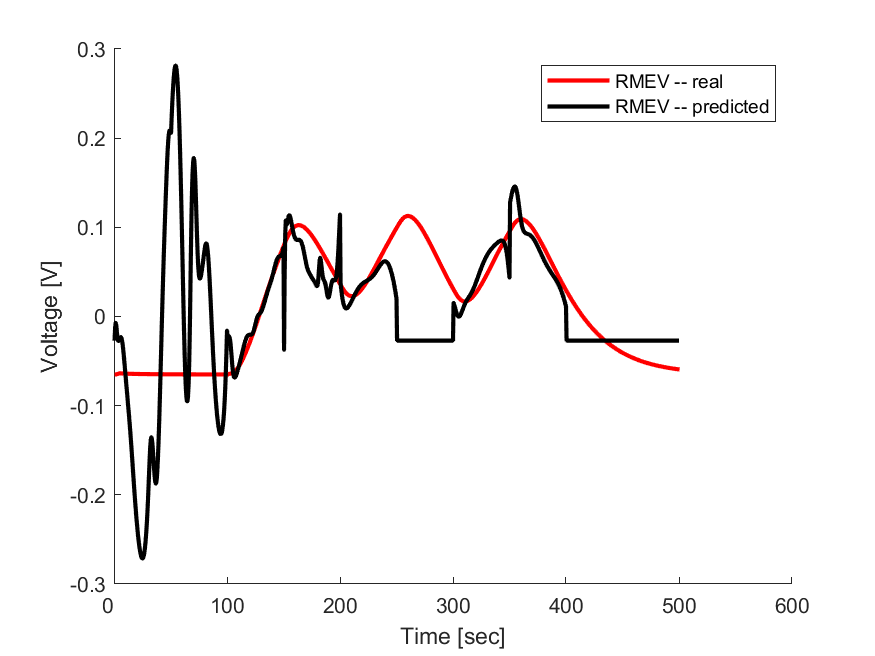 0.3
0.2
0.1
0
-0.1
-0.2
-0.3
Voltage [V]
RMEV -- real
RMEV -- predicted
0 100 200 300 400 500 600
Time [sec]